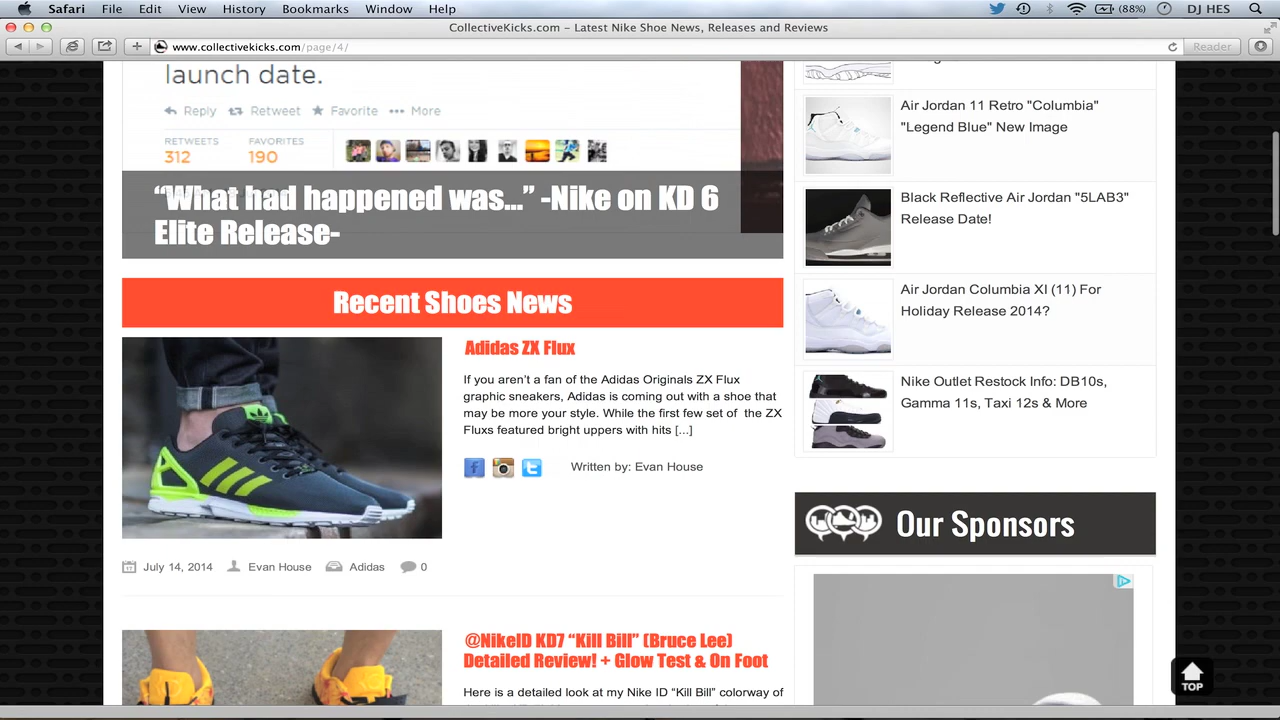 Safari File Edit View History Bookmarks Window Help (88%) DJ HES
CollectiveKicks.com – Latest Nike Shoe News, Releases and Reviews
www.collectivekicks.com/page/4/ Reader
launch date.
Reply Retweet Favorite More
RETWEETS FAVORITES
312 190
“What had happened was...” -Nike on KD 6
Elite Release-
Recent Shoes News
Adidas ZX Flux
If you aren’t a fan of the Adidas Originals ZX Flux
graphic sneakers, Adidas is coming out with a shoe that
may be more your style. While the first few set of the ZX
Fluxs featured bright uppers with hits [...]
Written by: Evan House
July 14, 2014 Evan House Adidas 0
@NikeID KD7 “Kill Bill” (Bruce Lee)
Detailed Review! + Glow Test & On Foot
Here is a detailed look at my Nike ID “Kill Bill” colorway of
Air Jordan 11 Retro "Columbia"
"Legend Blue" New Image
Black Reflective Air Jordan "5LAB3"
Release Date!
Air Jordan Columbia XI (11) For
Holiday Release 2014?
Nike Outlet Restock Info: DB10s,
Gamma 11s, Taxi 12s & More
Our Sponsors
TOP